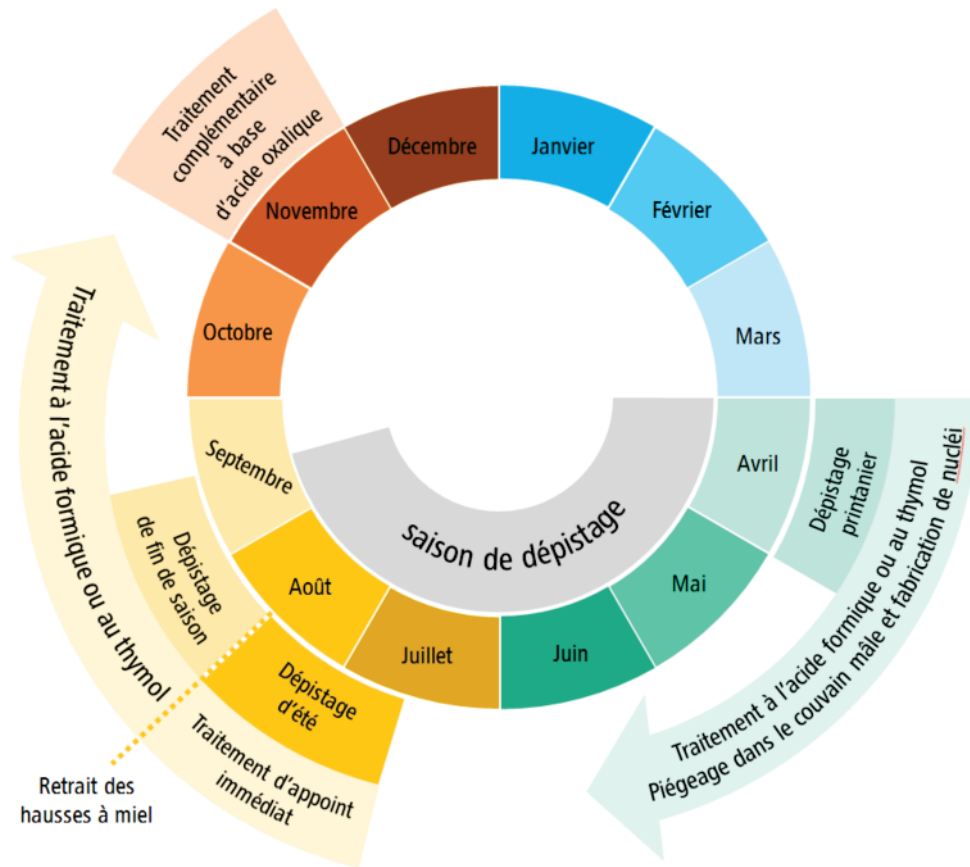 Janvier
Février
Mars
Avril
Mai
Juin
Juillet
Août
Septembre
Octobre
Novembre
Décembre
saison de dépistage
Dépistage
printanier
Traitement à l'acide formique ou au thymol
Piégeage dans le couvain mâle et fabrication de nucléi
Dépistage
d'été
Traitement d'appoint
immédiat
Retrait des
hausses à miel
Dépistage
de fin de saison
Traitement à l'acide formique ou au thymol
Traitement
complémentaire
à base
d'acide oxalique